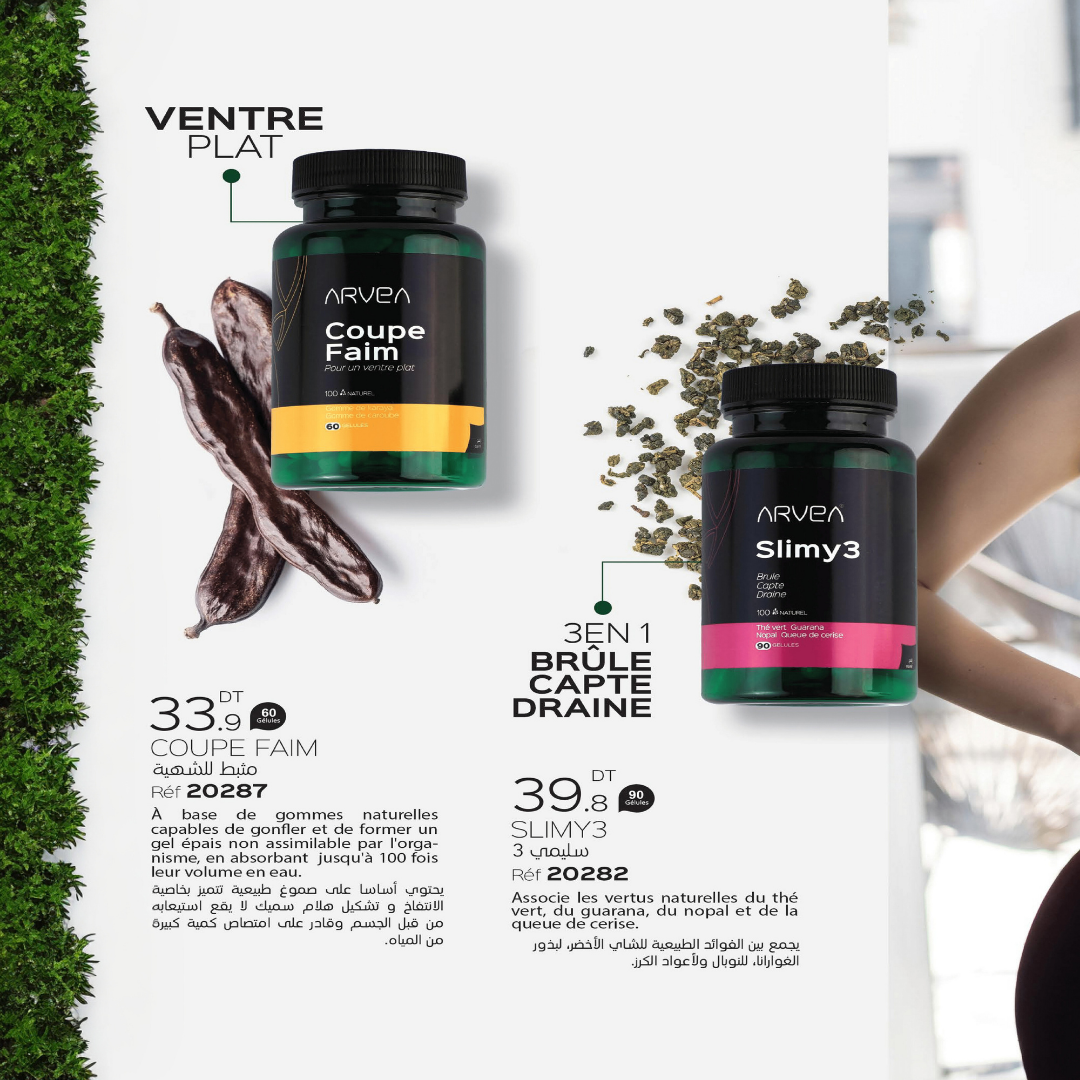 VENTRE
PLAT
ARVEA
Coupe
Faim
Pour un ventre plat
100 NATUREL
Gomme de karaya
Gomme de caroube
60 GÉLULES
ARVEA
Slimy3
Brule
Capte
Draine
100 NATUREL
Thé vert Guarana
Nopal Queue de cerise
90 GÉLULES
3EN 1
BRÛLE
CAPTE
DRAINE
33.9 DT
60
Gélules
COUPE FAIM
مثبط للشهية
Réf 20287
À base de gommes naturelles
capables de gonfler et de former un
gel épais non assimilable par l'orga-
nisme, en absorbant jusqu'à 100 fois
leur volume en eau.
يحتوي أساسا على صموغ طبيعية تتميز بخاصية
الانتفاخ و تشكيل هلام سميك لا يقع استيعابه
من قبل الجسم وقادر على امتصاص كمية كبيرة
من المياه.
39.8 DT
90
Gélules
SLIMY3
سليمي 3
Réf 20282
Associe les vertus naturelles du thé
vert, du guarana, du nopal et de la
queue de cerise.
يجمع بين الفوائد الطبيعية للشاي الأخضر، لبذور
الغوارانا، للنوبال ولأعواد الكرز.